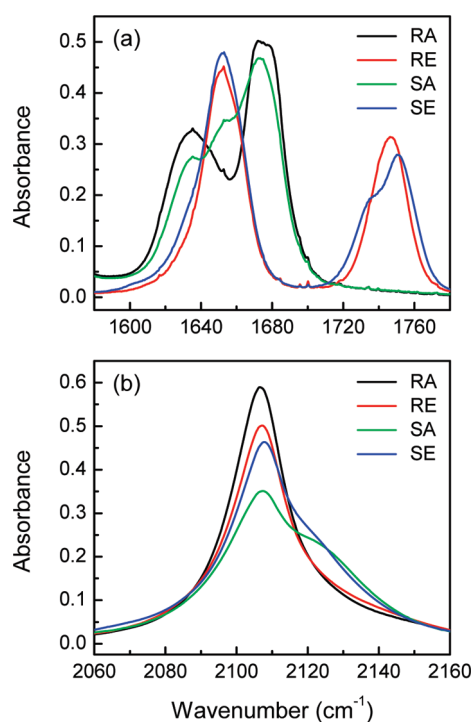 (a)
RA
RE
SA
SE
Absorbance
0.5
0.4
0.3
0.2
0.1
0.0
1600 1640 1680 1720 1760
(b)
RA
RE
SA
SE
Absorbance
0.6
0.5
0.4
0.3
0.2
0.1
0.0
2060 2080 2100 2120 2140 2160
Wavenumber (cm⁻¹)